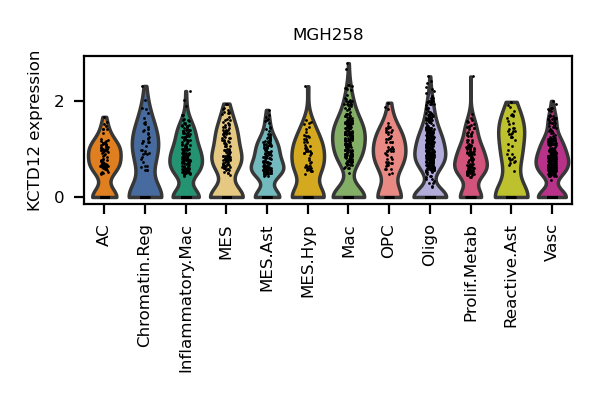 MGH258
KCTD12 expression
2
0
AC
Chromatin.Reg
Inflammatory.Mac
MES
MES.Ast
MES.Hyp
Mac
OPC
Oligo
Prolif.Metab
Reactive.Ast
Vasc